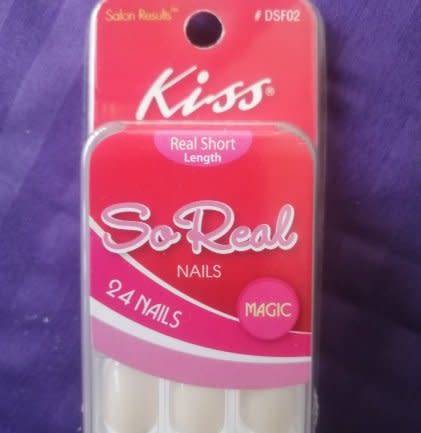 Salon Results™ # DSF02
Kiss®
Real Short
Length
So Real
NAILS
24 NAILS
MAGIC